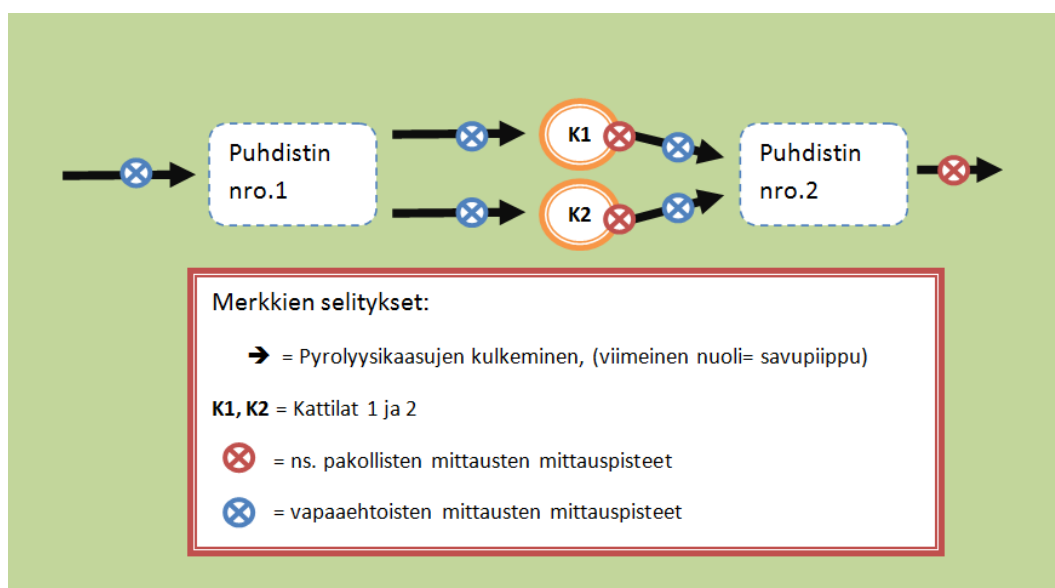 Puhdistin
nro.1
K1
K2
Puhdistin
nro.2
Merkkien selitykset:
➔ = Pyrolyysikaasujen kulkeminen, (viimeinen nuoli= savupiippu)
K1, K2 = Kattilat 1 ja 2
= ns. pakollisten mittausten mittauspisteet
= vapaaehtoisten mittausten mittauspisteet